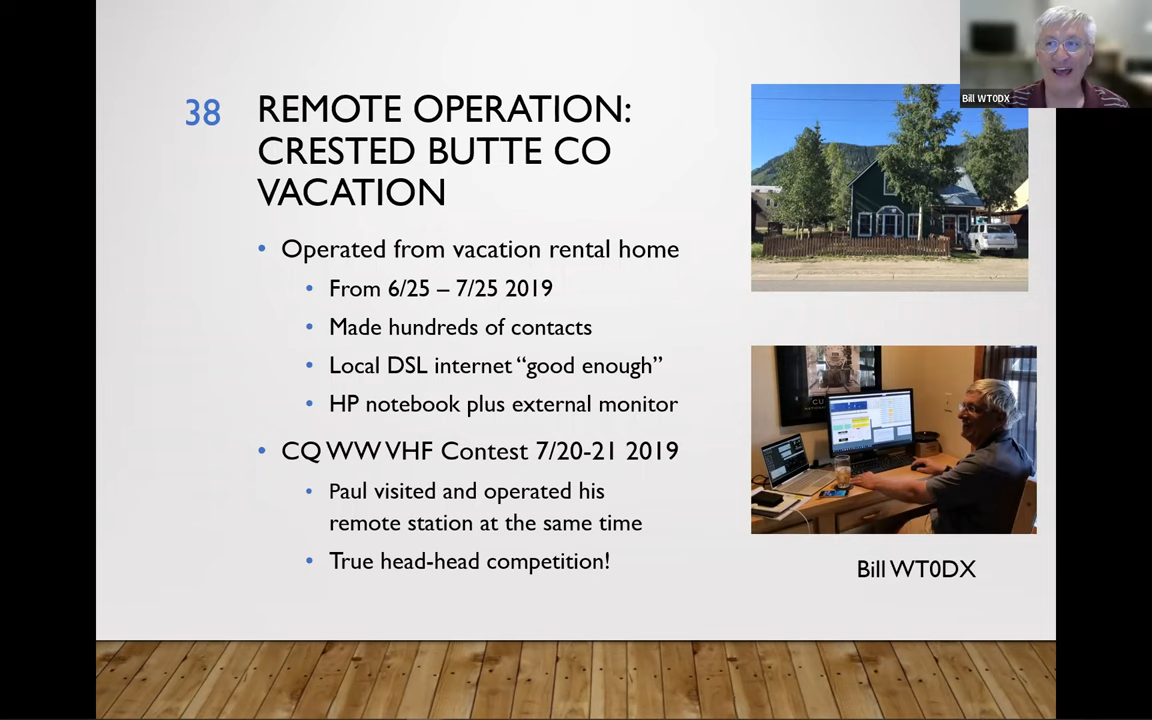 Bill WT0DX
38
REMOTE OPERATION:
CRESTED BUTTE CO
VACATION
• Operated from vacation rental home
• From 6/25 – 7/25 2019
• Made hundreds of contacts
• Local DSL internet “good enough”
• HP notebook plus external monitor
• CQ WW VHF Contest 7/20-21 2019
• Paul visited and operated his
remote station at the same time
• True head-head competition!
CU
Bill WT0DX